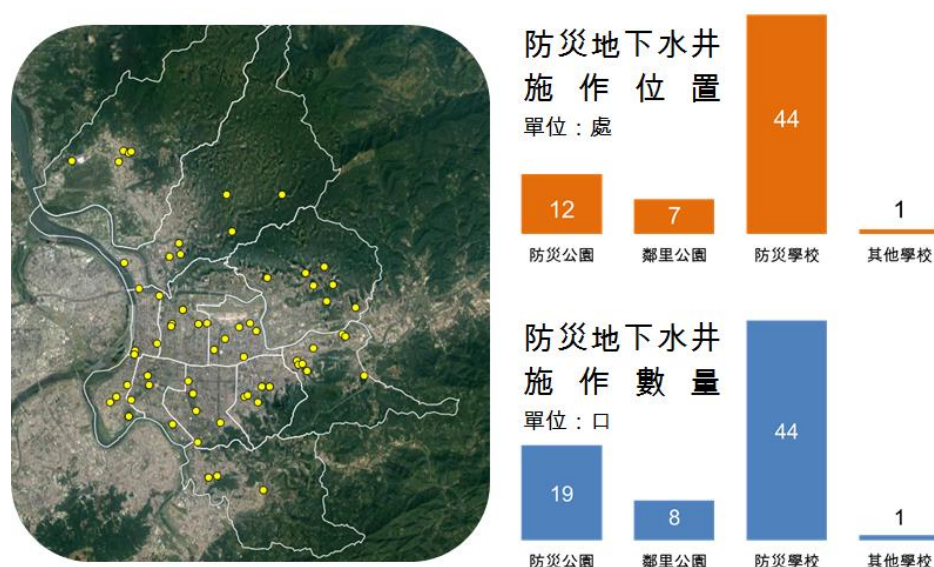 防災地下水井
施作位置
單位：處
44
12
7
1
防災公園 鄰里公園 防災學校 其他學校
防災地下水井
施作數量
單位：口
44
19
8
1
防災公園 鄰里公園 防災學校 其他學校